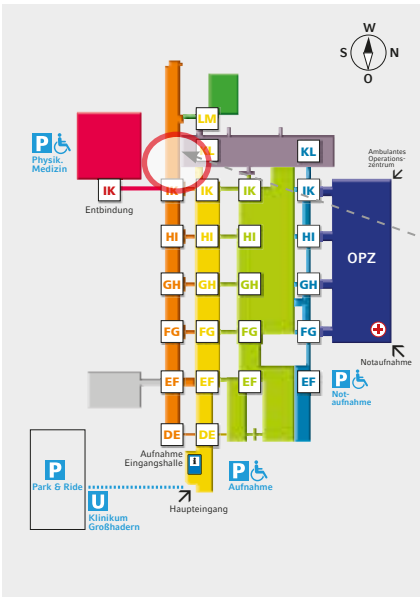 W
S N
O
LM
KL
P
Physik.
Medizin
Ambulantes
Operations-
zentrum
IK
IK
IK
IK
IK
Entbindung
HI
HI
HI
HI
OPZ
GH
GH
GH
GH
FG
FG
FG
FG
Notaufnahme
EF
EF
EF
EF
P
Not-
aufnahme
DE
DE
Aufnahme
Eingangshalle
i
P
Aufnahme
P
Park & Ride
U
Klinikum
Großhadern
Haupteingang